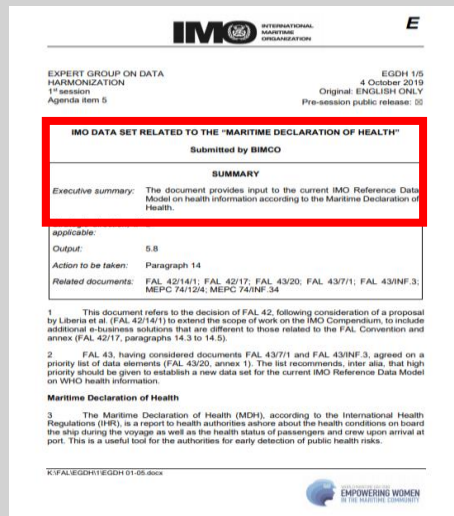 IMO
INTERNATIONAL
MARITIME
ORGANIZATION
E
EXPERT GROUP ON DATA
HARMONIZATION
1st session
Agenda item 5
EGDH 1/5
4 October 2019
Original: ENGLISH ONLY
Pre-session public release: ☒
IMO DATA SET RELATED TO THE "MARITIME DECLARATION OF HEALTH"
Submitted by BIMCO
SUMMARY
Executive summary: The document provides input to the current IMO Reference Data
Model on health information according to the Maritime Declaration of
Health.
applicable:
Output: 5.8
Action to be taken: Paragraph 14
Related documents: FAL 42/14/1; FAL 42/17; FAL 43/20; FAL 43/7/1; FAL 43/INF.3;
MEPC 74/12/4; MEPC 74/INF.34
1 This document refers to the decision of FAL 42, following consideration of a proposal
by Liberia et al. (FAL 42/14/1) to extend the scope of work on the IMO Compendium, to include
additional e-business solutions that are different to those related to the FAL Convention and
annex (FAL 42/17, paragraphs 14.3 to 14.5).
2 FAL 43, having considered documents FAL 43/7/1 and FAL 43/INF.3, agreed on a
priority list of data elements (FAL 43/20, annex 1). The list recommends, inter alia, that high
priority should be given to establish a new data set for the current IMO Reference Data Model
on WHO health information.
Maritime Declaration of Health
3 The Maritime Declaration of Health (MDH), according to the International Health
Regulations (IHR), is a report to health authorities ashore about the health conditions on board
the ship during the voyage as well as the health status of passengers and crew upon arrival at
port. This is a useful tool for the authorities for early detection of public health risks.
K:\FAL\EGDH\1\EGDH 01-05.docx
EMPOWERING WOMEN
IN THE MARITIME COMMUNITY